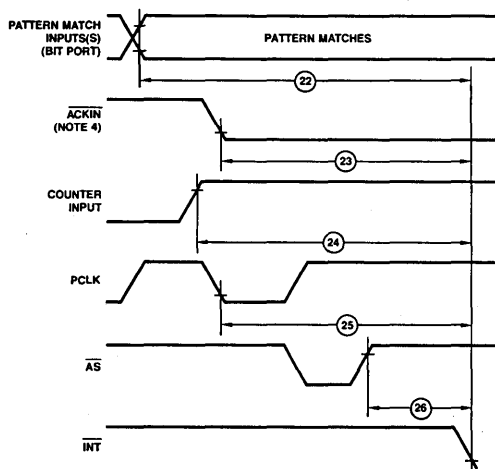 PATTERN MATCH
INPUTS(S)
(BIT PORT)
PATTERN MATCHES
22
ACKIN
(NOTE 4)
23
COUNTER
INPUT
24
PCLK
25
AS
26
INT